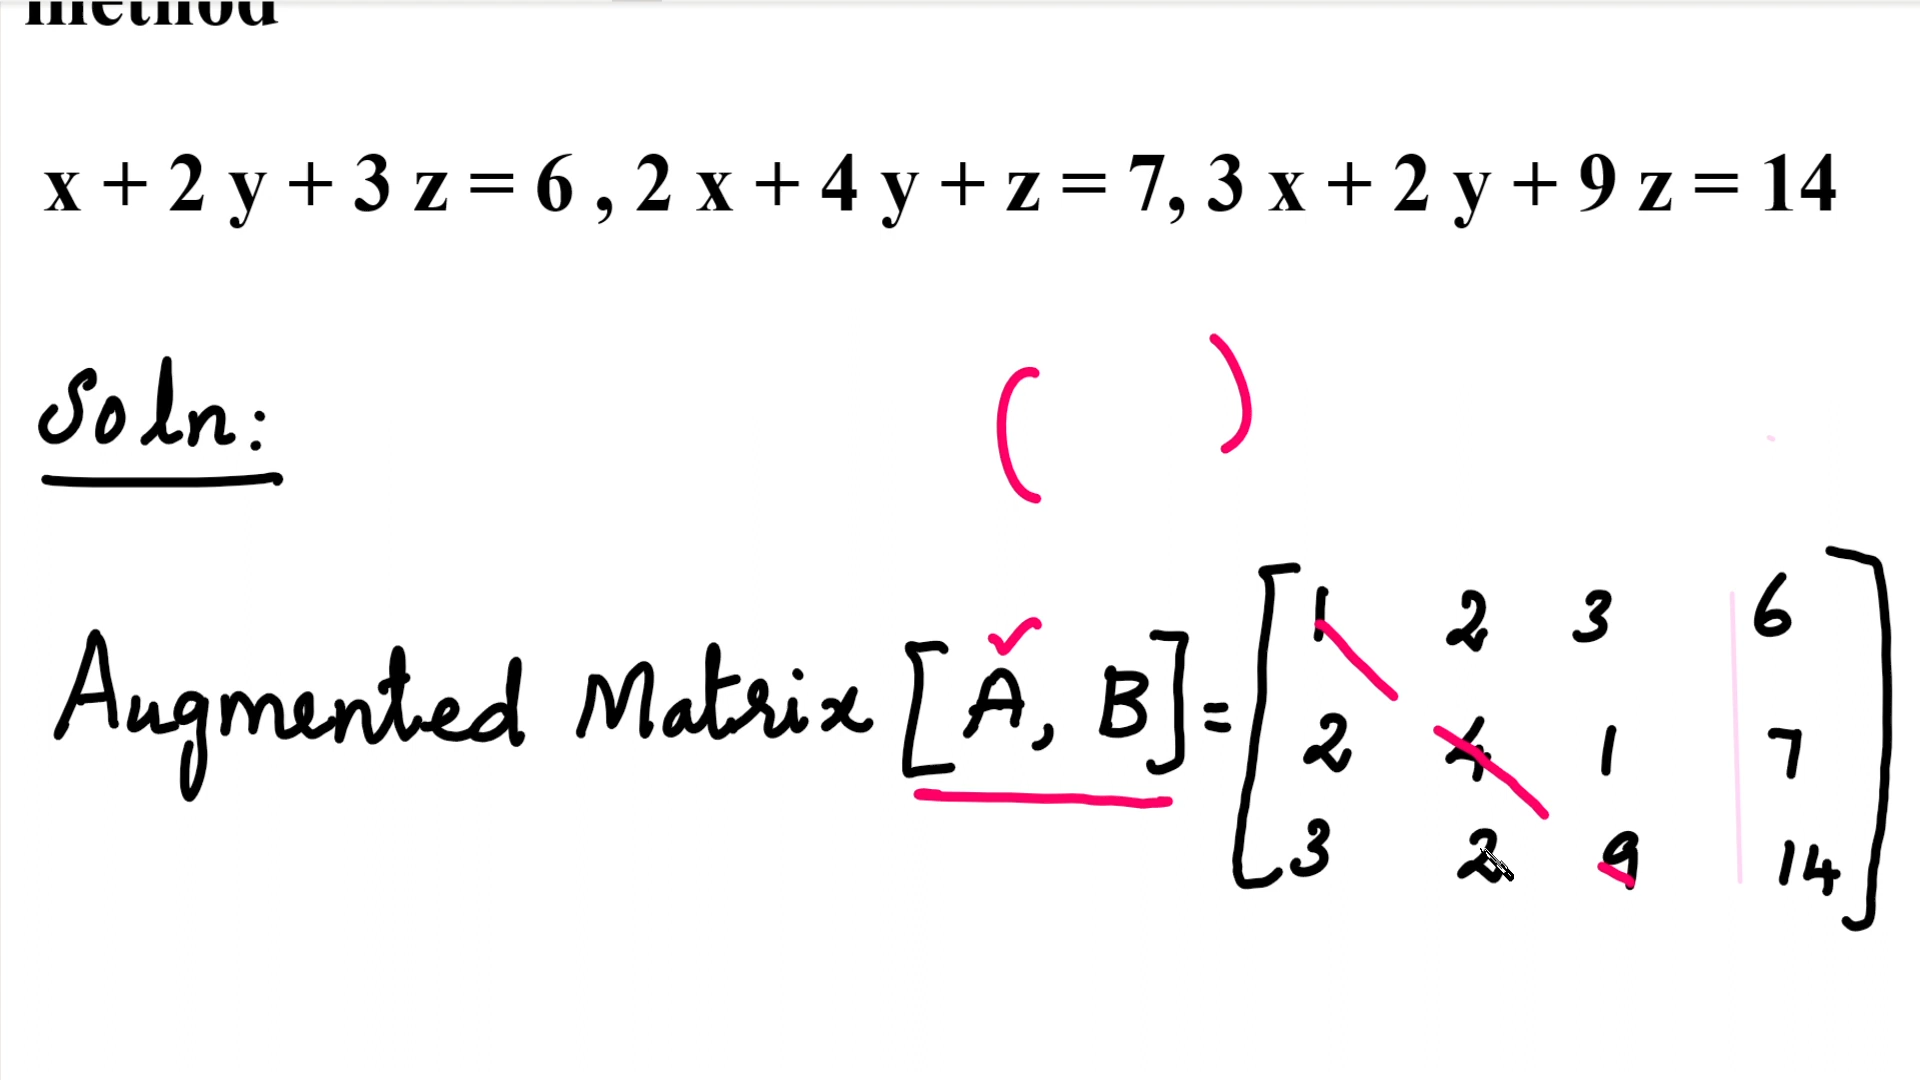 method
x + 2 y + 3 z = 6 , 2 x + 4 y + z = 7, 3 x + 2 y + 9 z = 14
Soln:
Augmented Matrix [A, B] = [1 2 3 6
2 4 1 7
3 2 9 14]